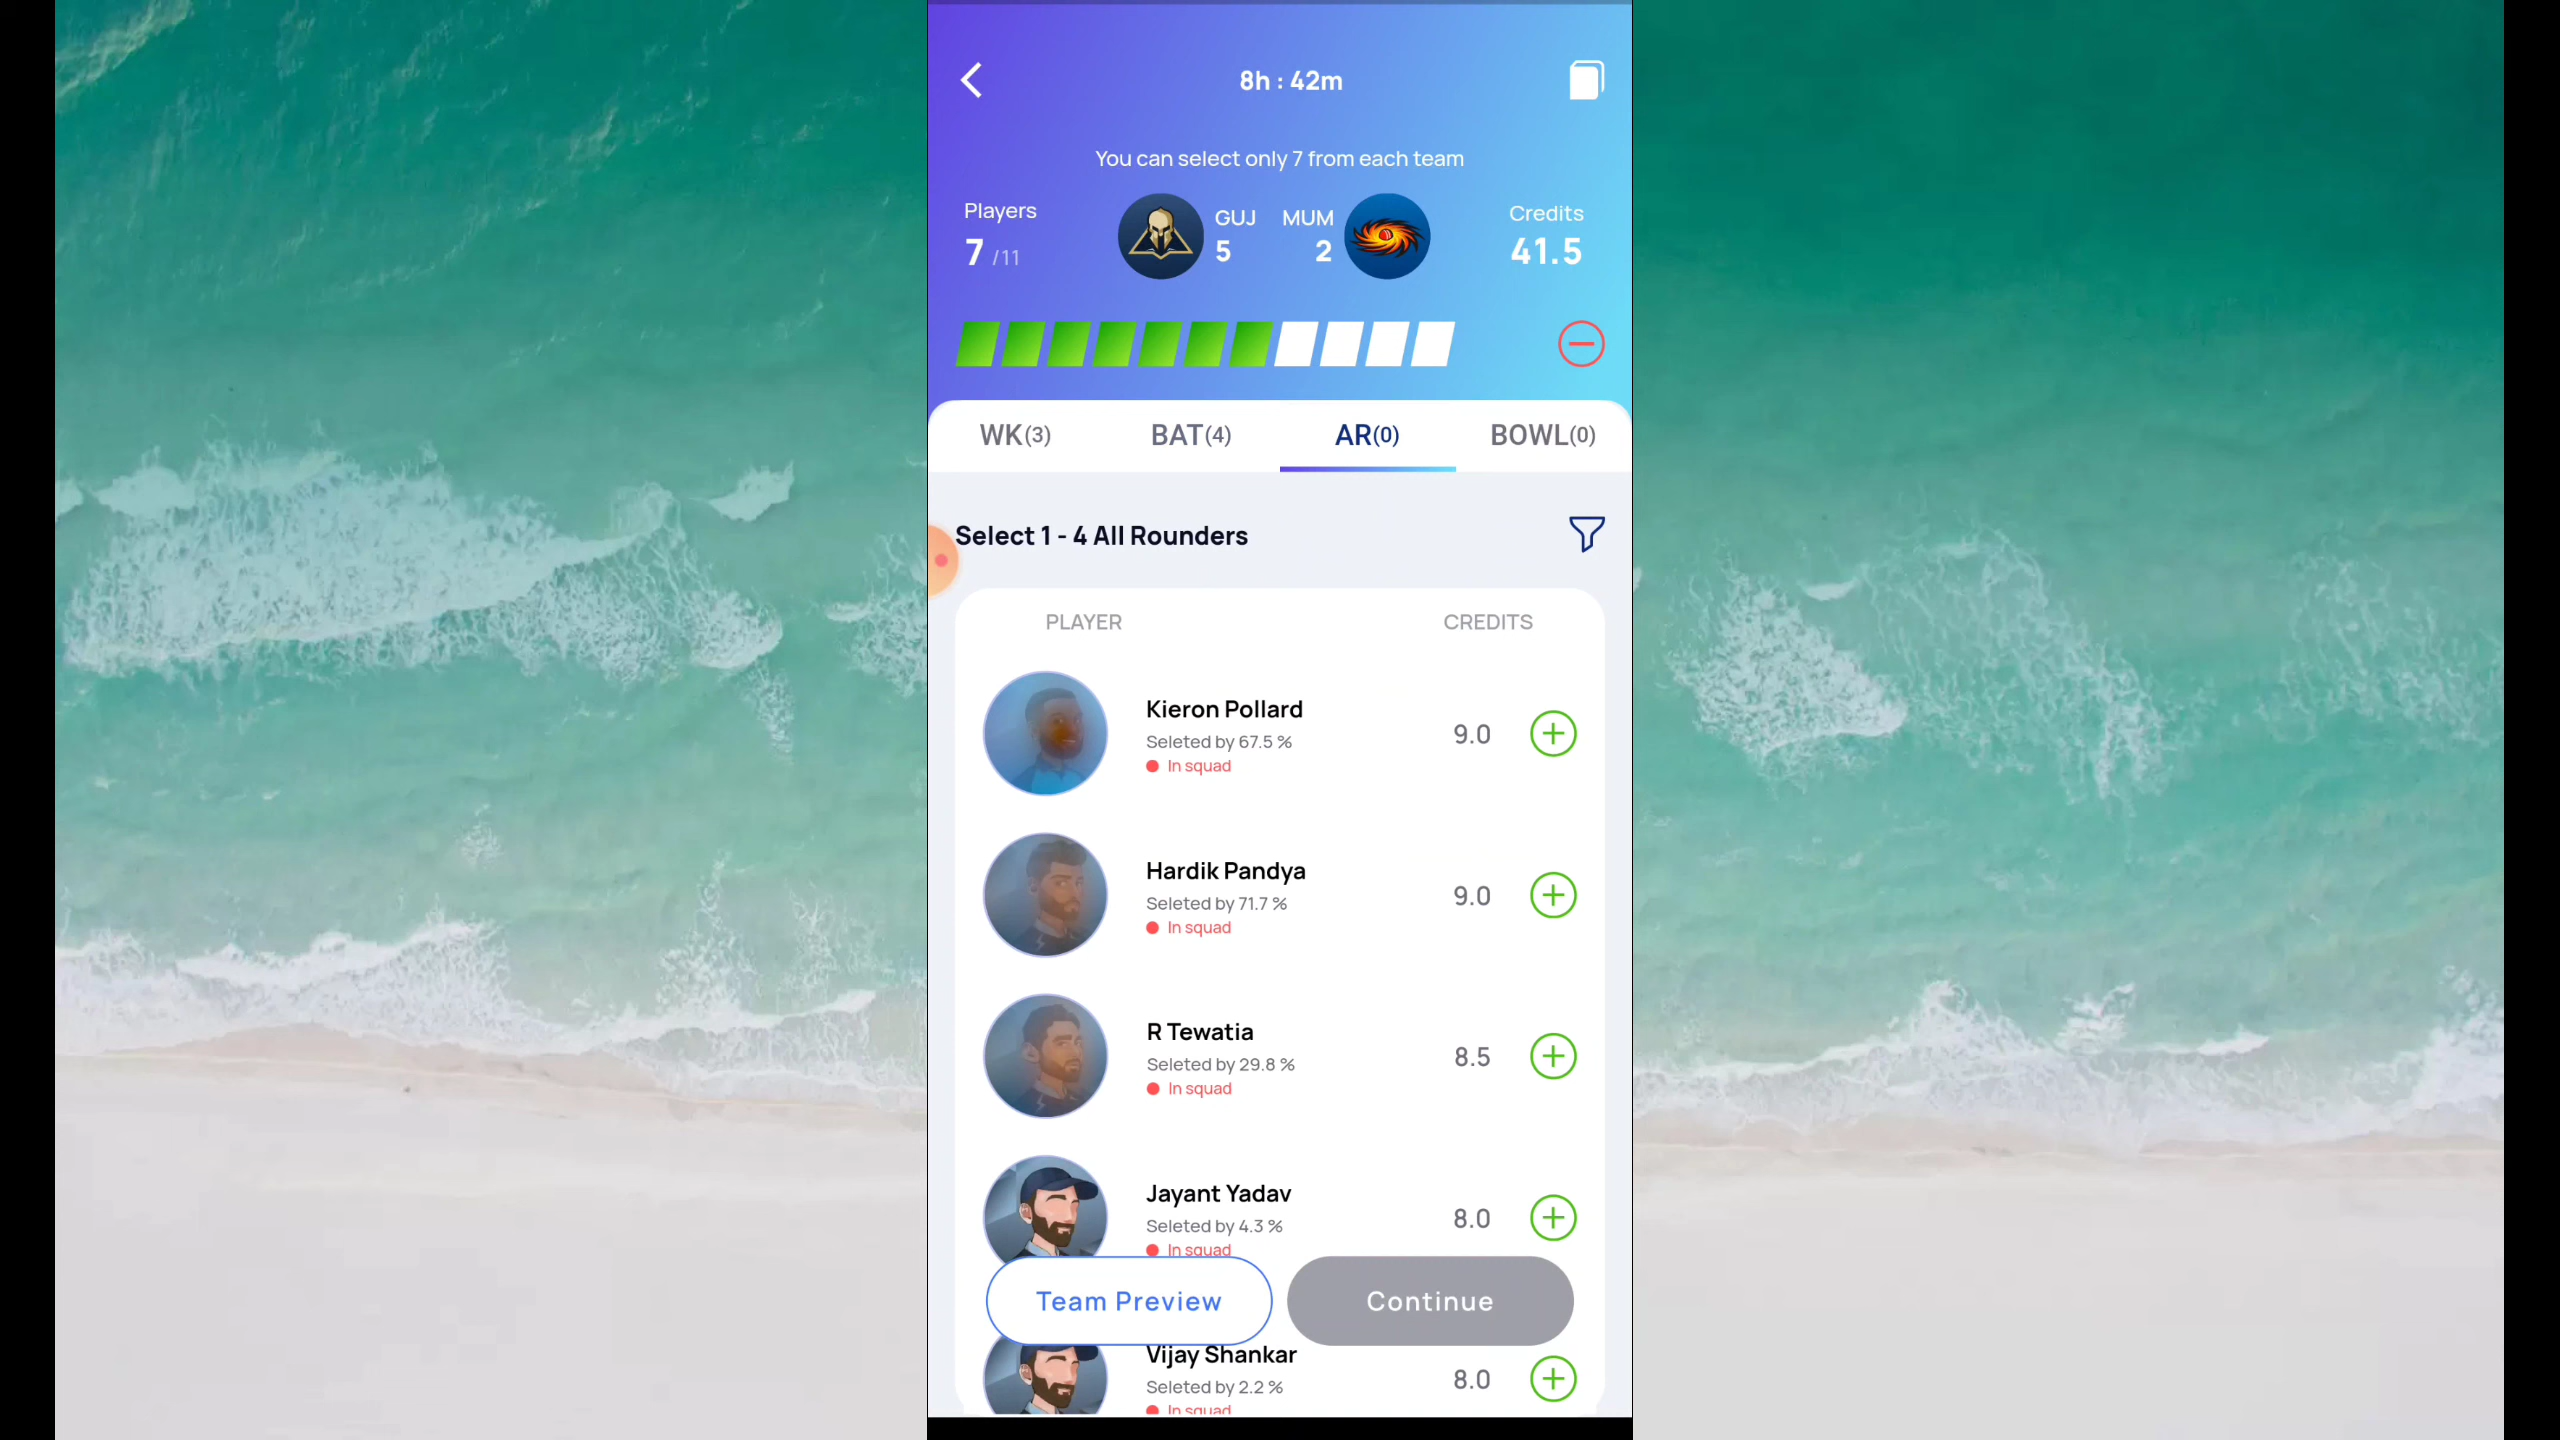 8h : 42m
You can select only 7 from each team
Players
7 /11
GUJ
5
MUM
2
Credits
41.5
WK(3)
BAT(4)
AR(0)
BOWL(0)
Select 1 - 4 All Rounders
PLAYER
CREDITS
Kieron Pollard
Seleted by 67.5 %
In squad
9.0
Hardik Pandya
Seleted by 71.7 %
In squad
9.0
R Tewatia
Seleted by 29.8 %
In squad
8.5
Jayant Yadav
Seleted by 4.3 %
In squad
8.0
Team Preview
Continue
Vijay Shankar
Seleted by 2.2 %
In squad
8.0